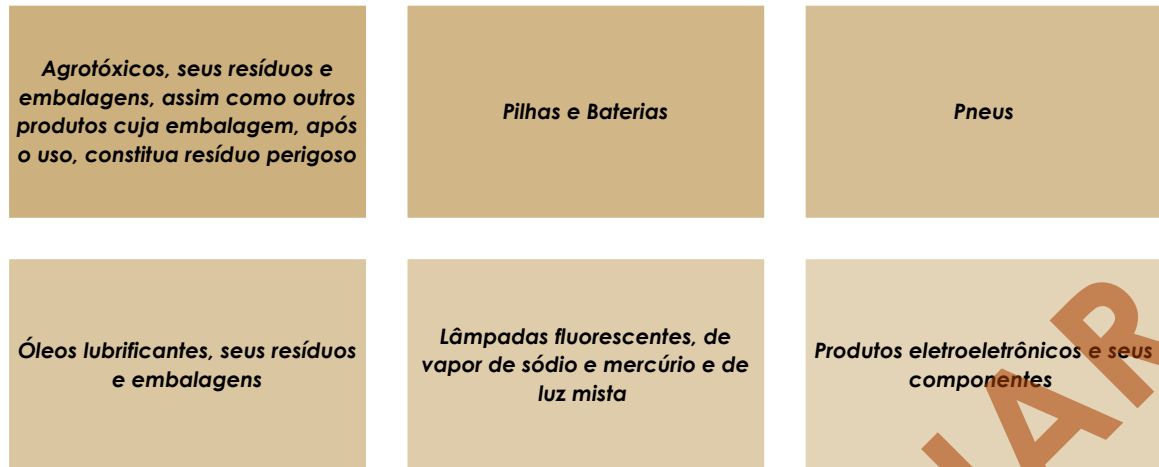 Agrotóxicos, seus resíduos e
embalagens, assim como outros
produtos cuja embalagem, após
o uso, constitua resíduo perigoso
Pilhas e Baterias
Pneus
Óleos lubrificantes, seus resíduos
e embalagens
Lâmpadas fluorescentes, de
vapor de sódio e mercúrio e de
luz mista
Produtos eletroeletrônicos e seus
componentes